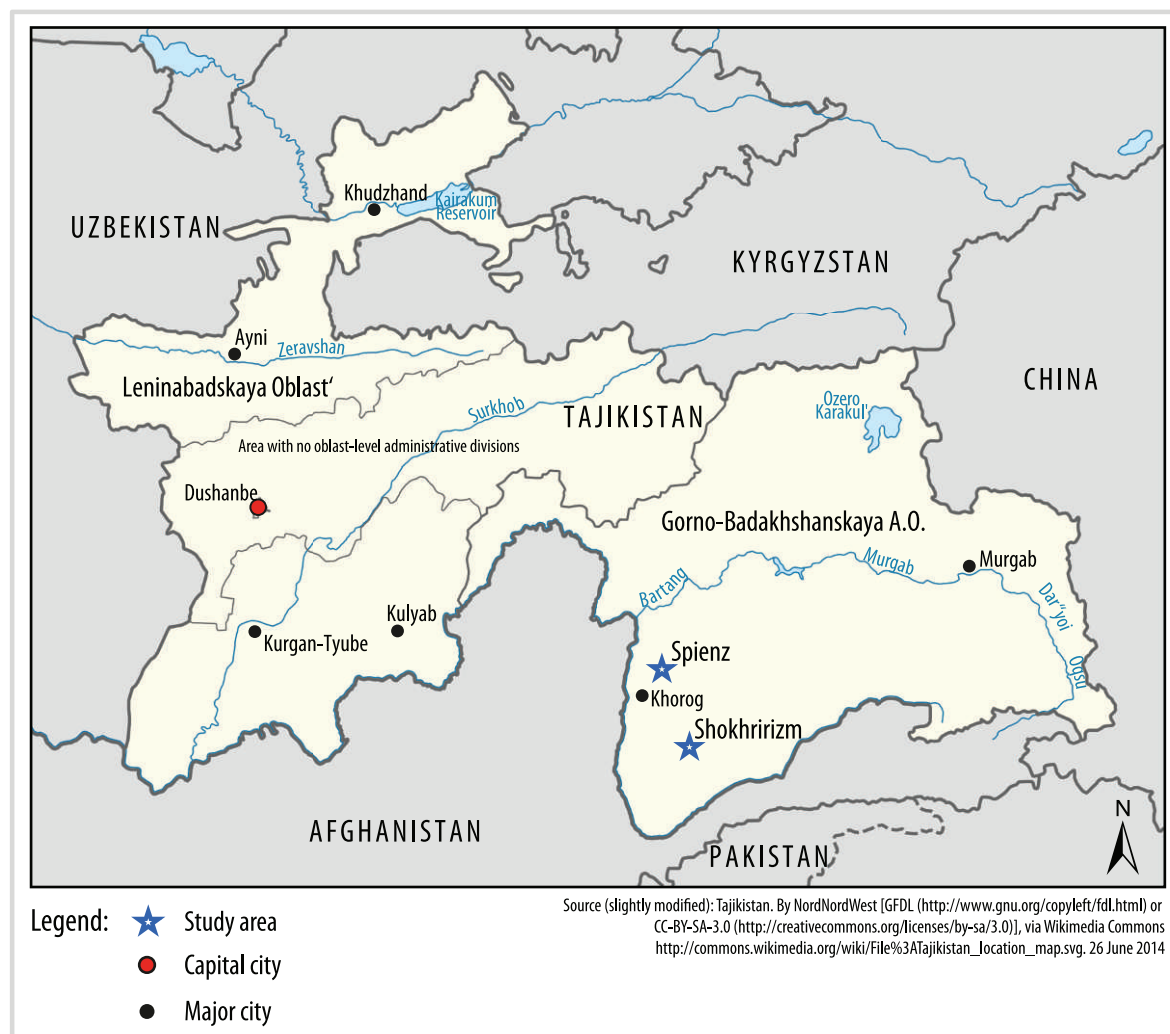 Khudzhand
Kairakum
Reservoir
UZBEKISTAN
KYRGYZSTAN
Ayni
Zeravshan
Leninabadskaya Oblast‘
CHINA
Ozero
Karakul'
Surkhob
TAJIKISTAN
Area with no oblast-level administrative divisions
Dushanbe
Gorno-Badakhshanskaya A.O.
Murgab
Murgab
Bartang
Dar"yoi
Oqsu
Kulyab
Kurgan-Tyube
Spienz
Khorog
Shokhririzm
AFGHANISTAN
PAKISTAN
N
Legend:
Study area
Capital city
Major city
Source (slightly modified): Tajikistan. By NordNordWest [GFDL (http://www.gnu.org/copyleft/fdl.html) or
CC-BY-SA-3.0 (http://creativecommons.org/licenses/by-sa/3.0)], via Wikimedia Commons
http://commons.wikimedia.org/wiki/File%3ATajikistan_location_map.svg. 26 June 2014